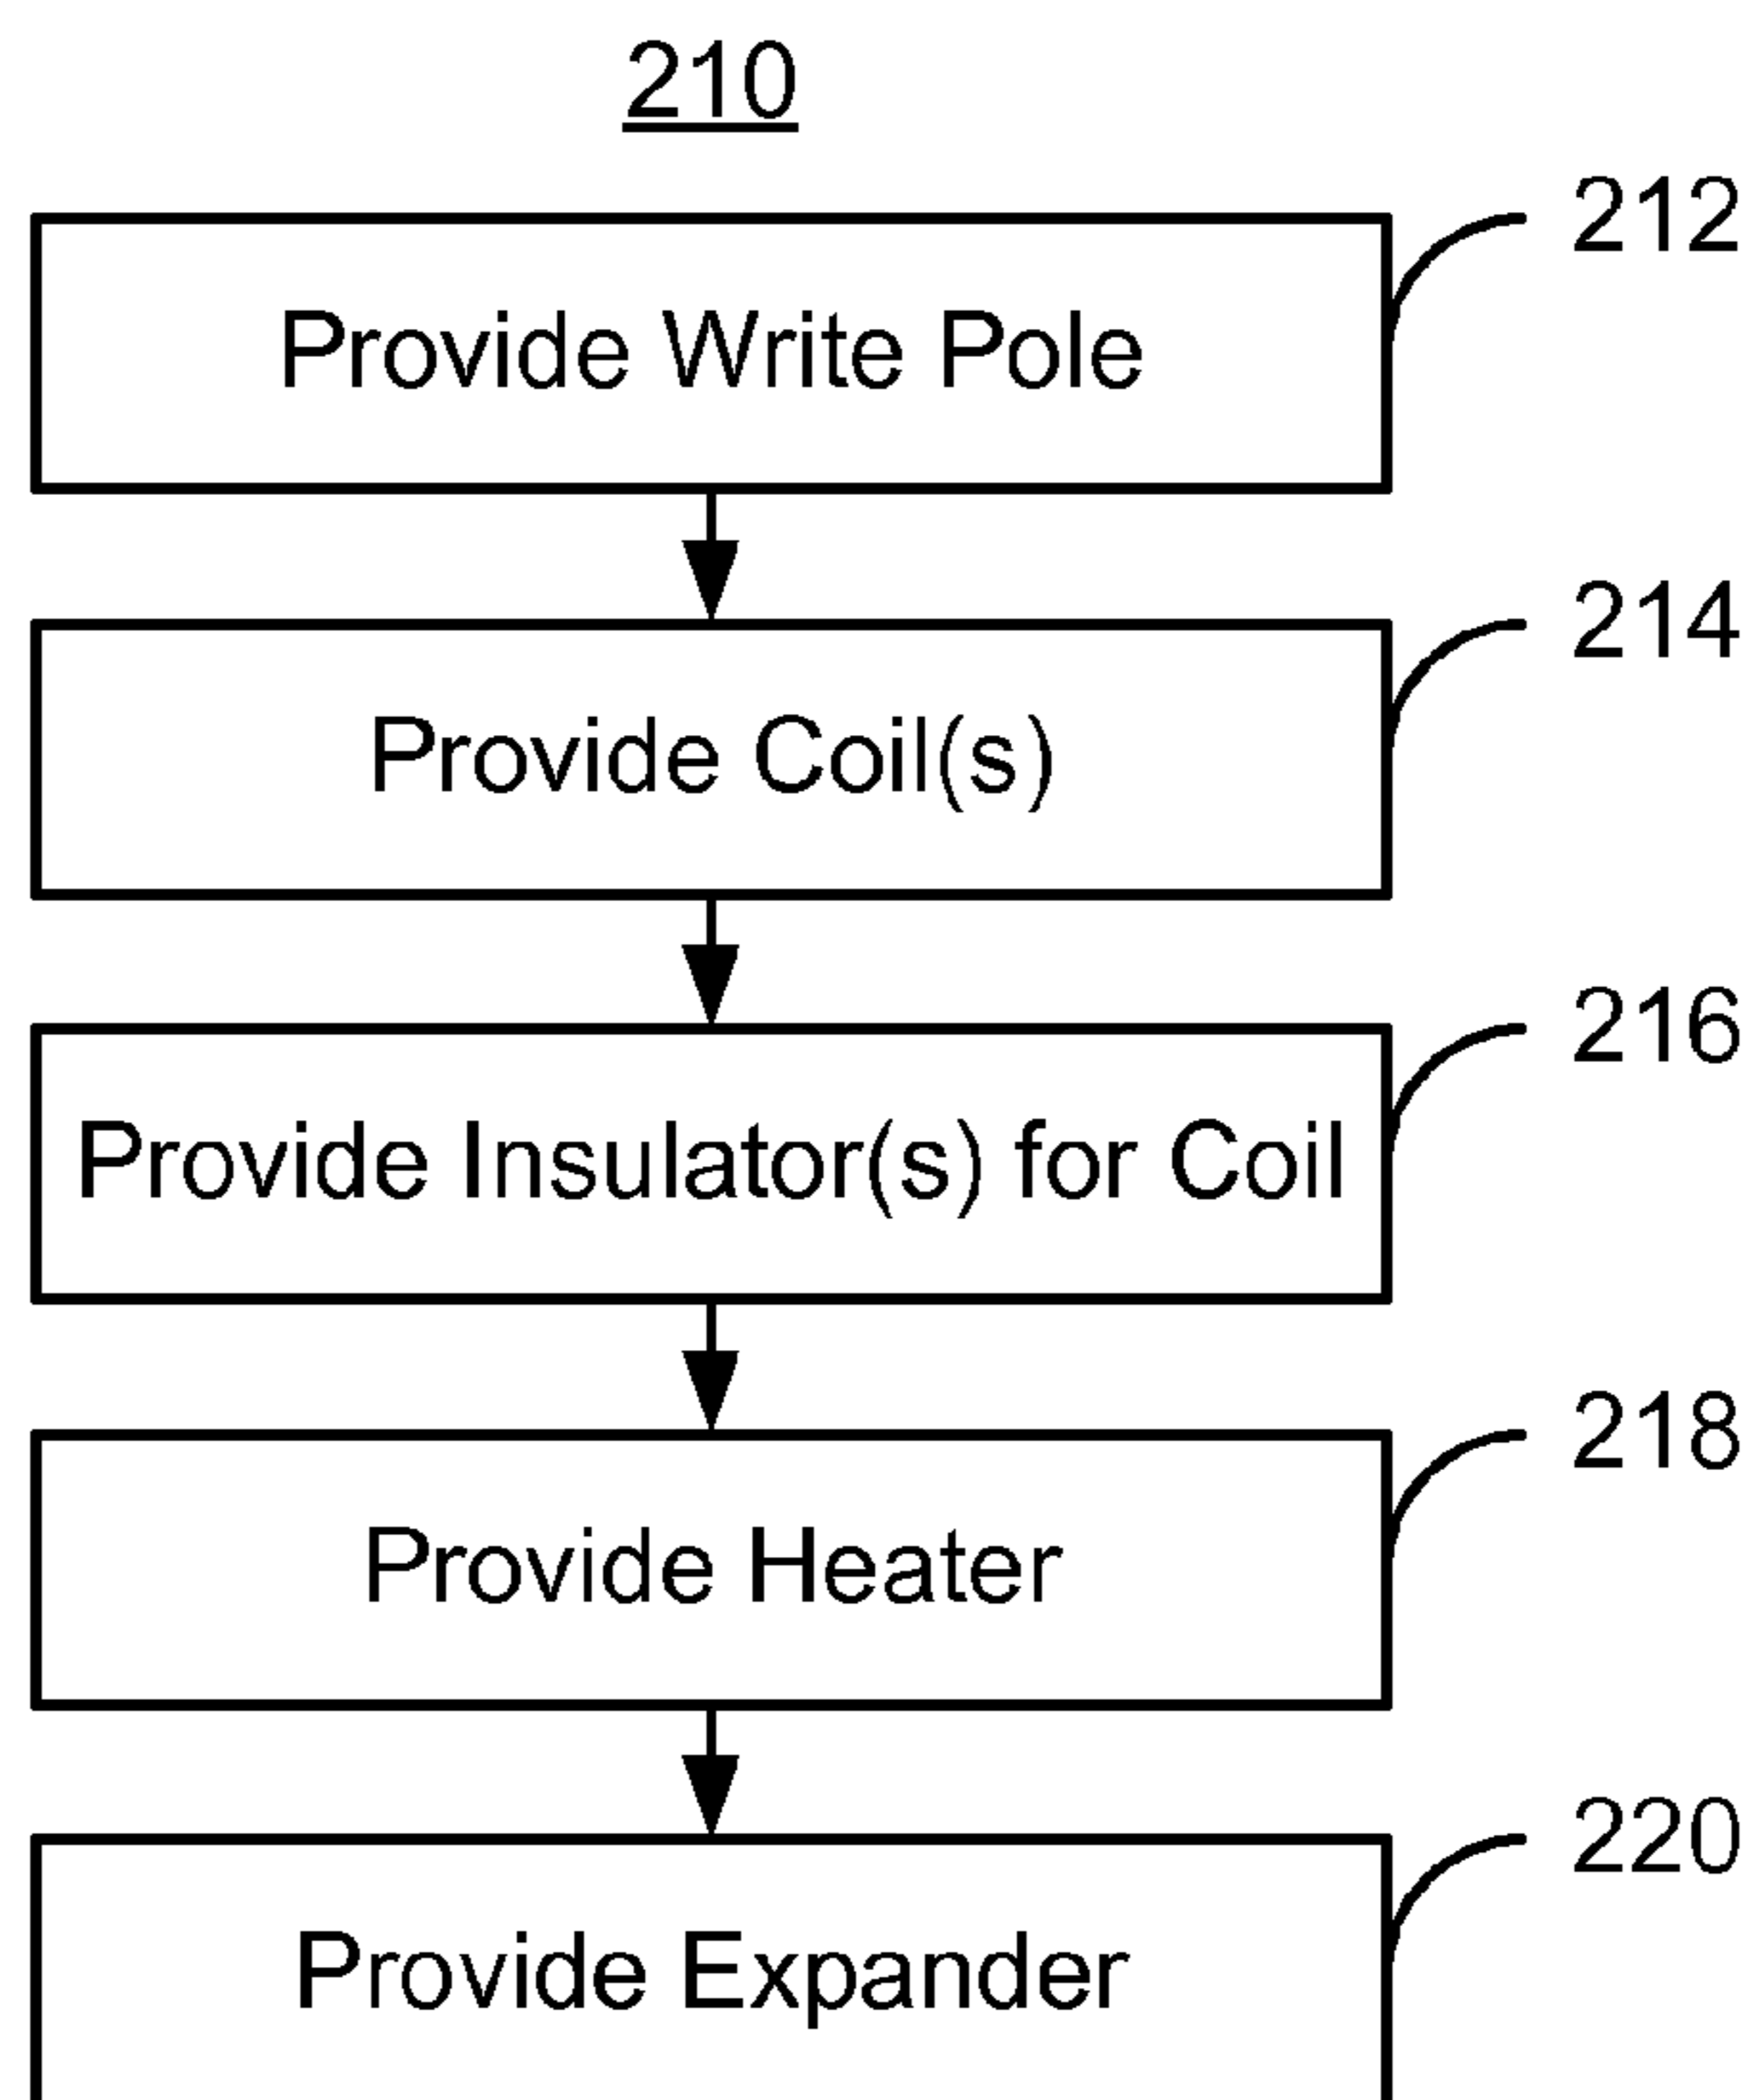 210
212
Provide Write Pole
214
Provide Coil(s)
216
Provide Insulator(s) for Coil
218
Provide Heater
220
Provide Expander